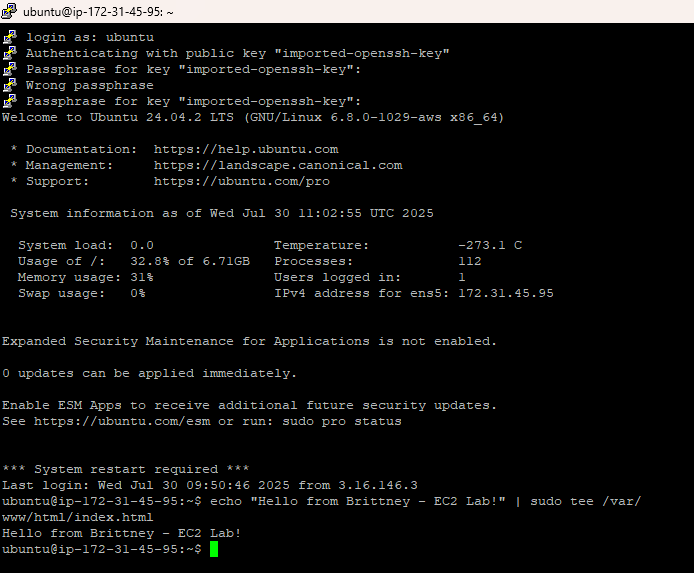 ubuntu@ip-172-31-45-95: ~
login as: ubuntu
Authenticating with public key "imported-openssh-key"
Passphrase for key "imported-openssh-key":
Wrong passphrase
Passphrase for key "imported-openssh-key":
Welcome to Ubuntu 24.04.2 LTS (GNU/Linux 6.8.0-1029-aws x86_64)
* Documentation:  https://help.ubuntu.com
* Management:     https://landscape.canonical.com
* Support:        https://ubuntu.com/pro
System information as of Wed Jul 30 11:02:55 UTC 2025
System load:  0.0               Temperature:           -273.1 C
Usage of /:   32.8% of 6.71GB   Processes:             112
Memory usage: 31%               Users logged in:       1
Swap usage:   0%                IPv4 address for ens5: 172.31.45.95
Expanded Security Maintenance for Applications is not enabled.
0 updates can be applied immediately.
Enable ESM Apps to receive additional future security updates.
See https://ubuntu.com/esm or run: sudo pro status
*** System restart required ***
Last login: Wed Jul 30 09:50:46 2025 from 3.16.146.3
ubuntu@ip-172-31-45-95:~$ echo "Hello from Brittney - EC2 Lab!" | sudo tee /var/
www/html/index.html
Hello from Brittney - EC2 Lab!
ubuntu@ip-172-31-45-95:~$